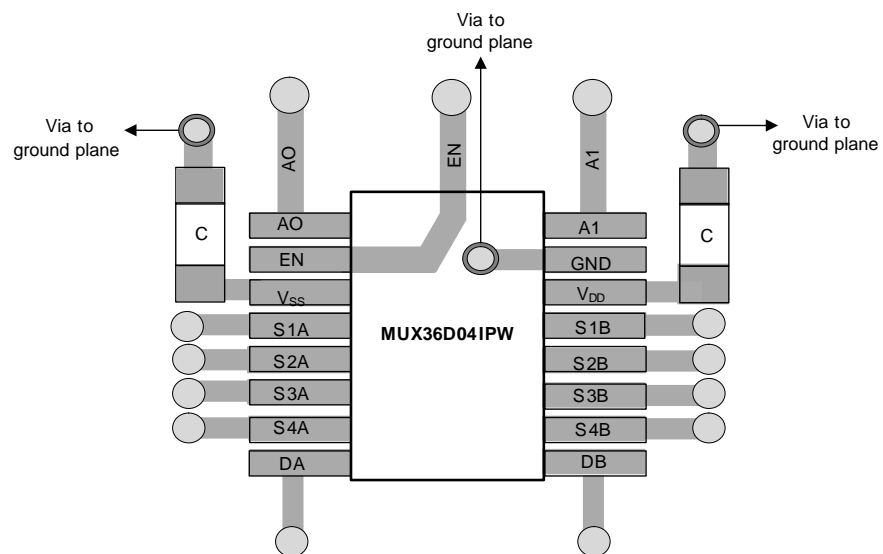 Via to
ground plane
Via to
ground plane
Via to
ground plane
AO
EN
A1
C
C
AO
A1
EN
GND
VSS
VDD
MUX36D04IPW
S1A
S1B
S2A
S2B
S3A
S3B
S4A
S4B
DA
DB